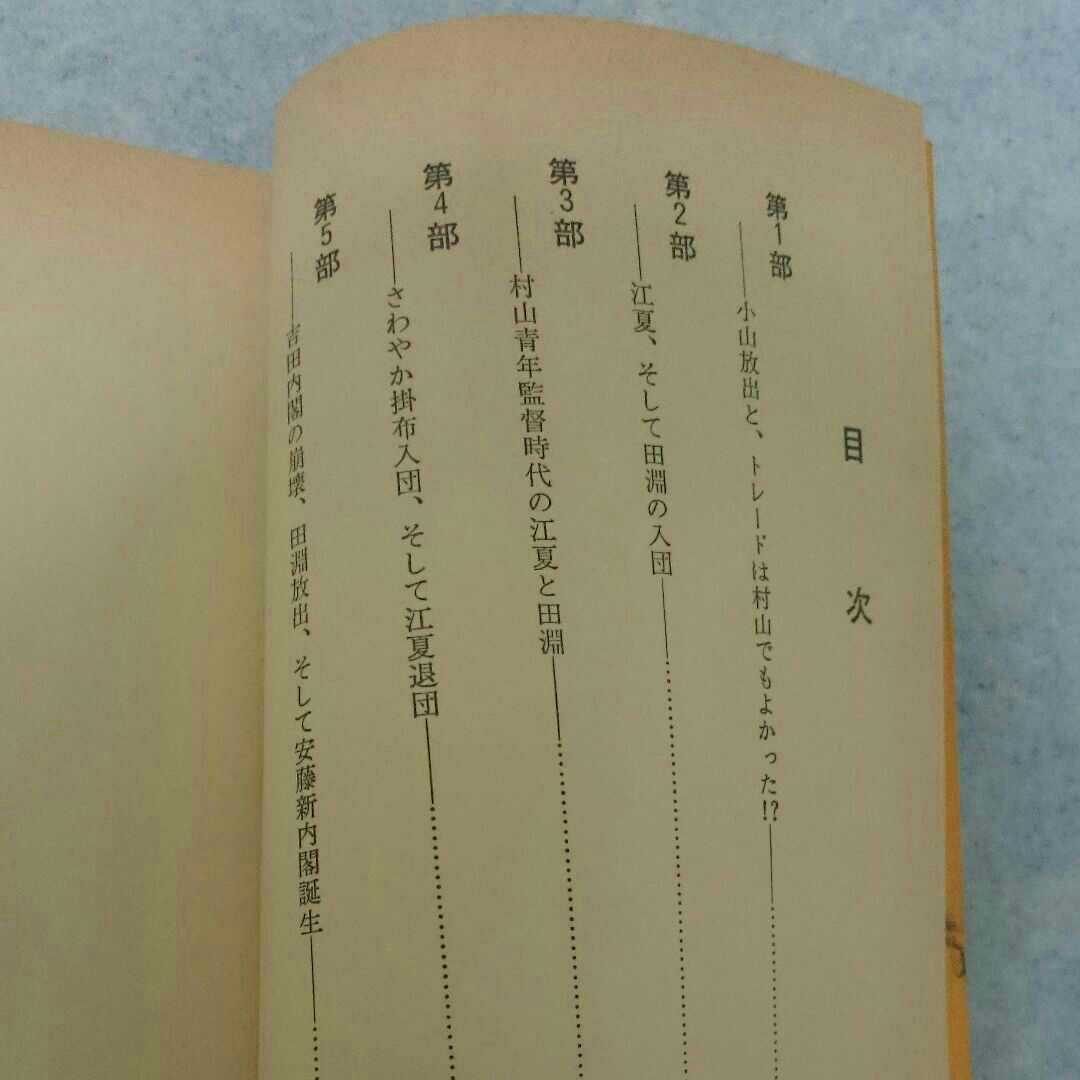 目次
第1部
小山放出と、トレードは村山でもよかった!?
第2部
江夏、そして田淵の入団
第3部
村山青年監督時代の江夏と田淵
第4部
さわやか掛布入団、そして江夏退団
第5部
吉田内閣の崩壊、田淵放出、そして安藤新内閣誕生